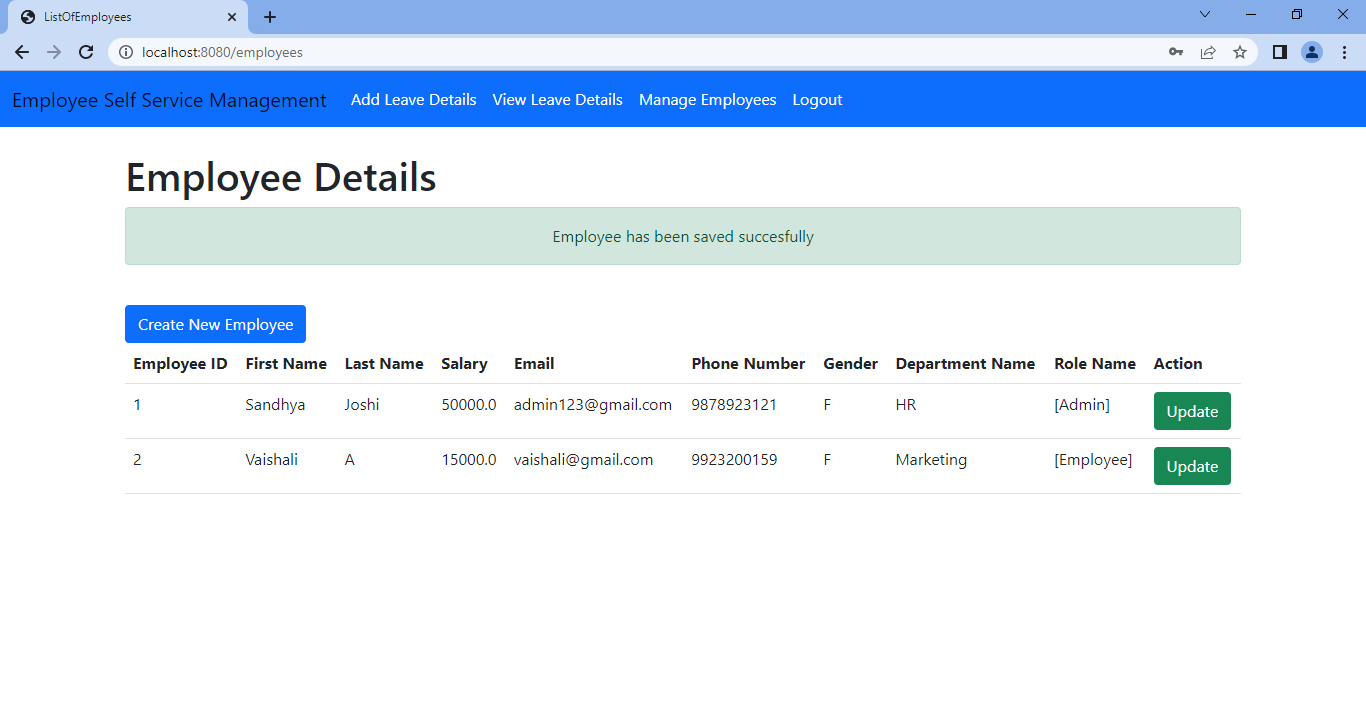 ListOfEmployees
localhost:8080/employees
Employee Self Service Management Add Leave Details View Leave Details Manage Employees Logout
Employee Details
Employee has been saved succesfully
Create New Employee
Employee ID First Name Last Name Salary Email Phone Number Gender Department Name Role Name Action
1 Sandhya Joshi 50000.0 admin123@gmail.com 9878923121 F HR [Admin] Update
2 Vaishali A 15000.0 vaishali@gmail.com 9923200159 F Marketing [Employee] Update